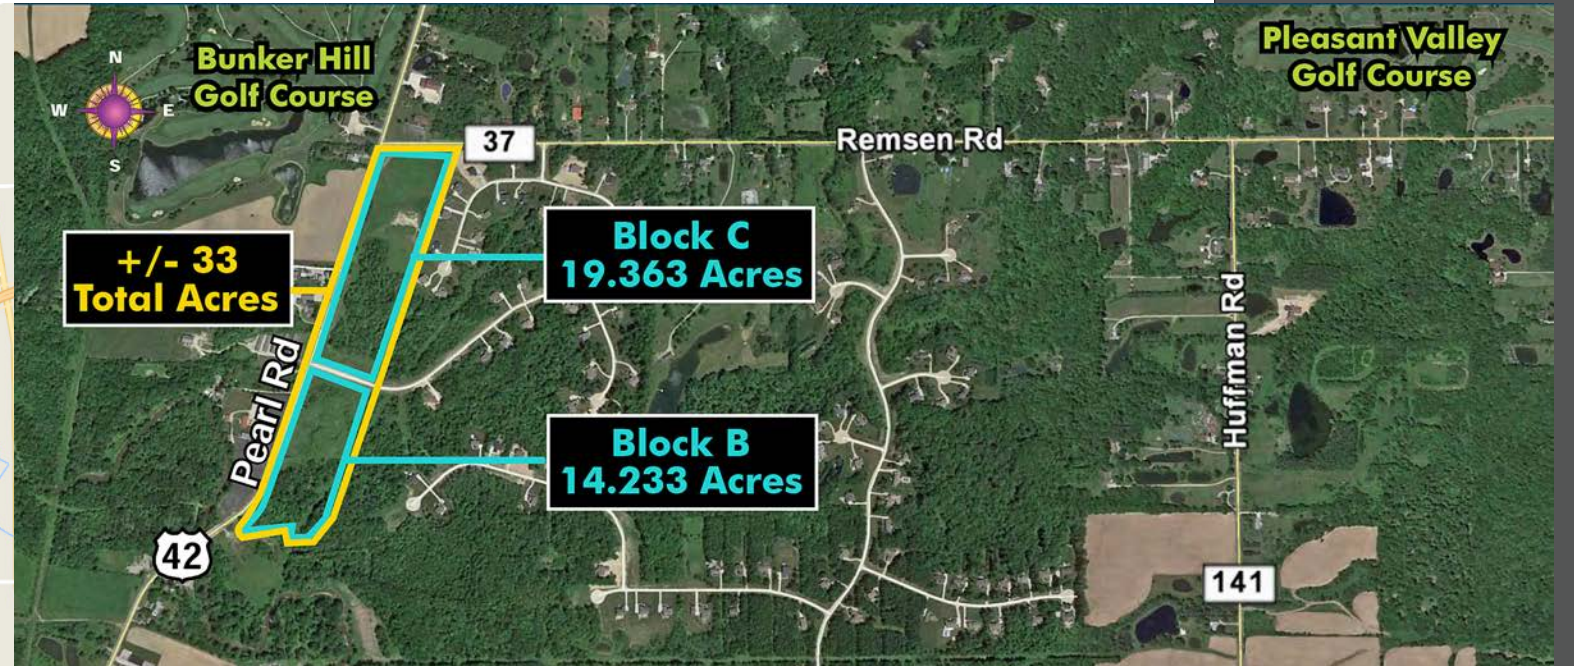 Bunker Hill
Golf Course
Pleasant Valley
Golf Course
N
W
E
S
37
Remsen Rd
+/- 33
Total Acres
Block C
19.363 Acres
Pearl Rd
Huffman Rd
Block B
14.233 Acres
42
141